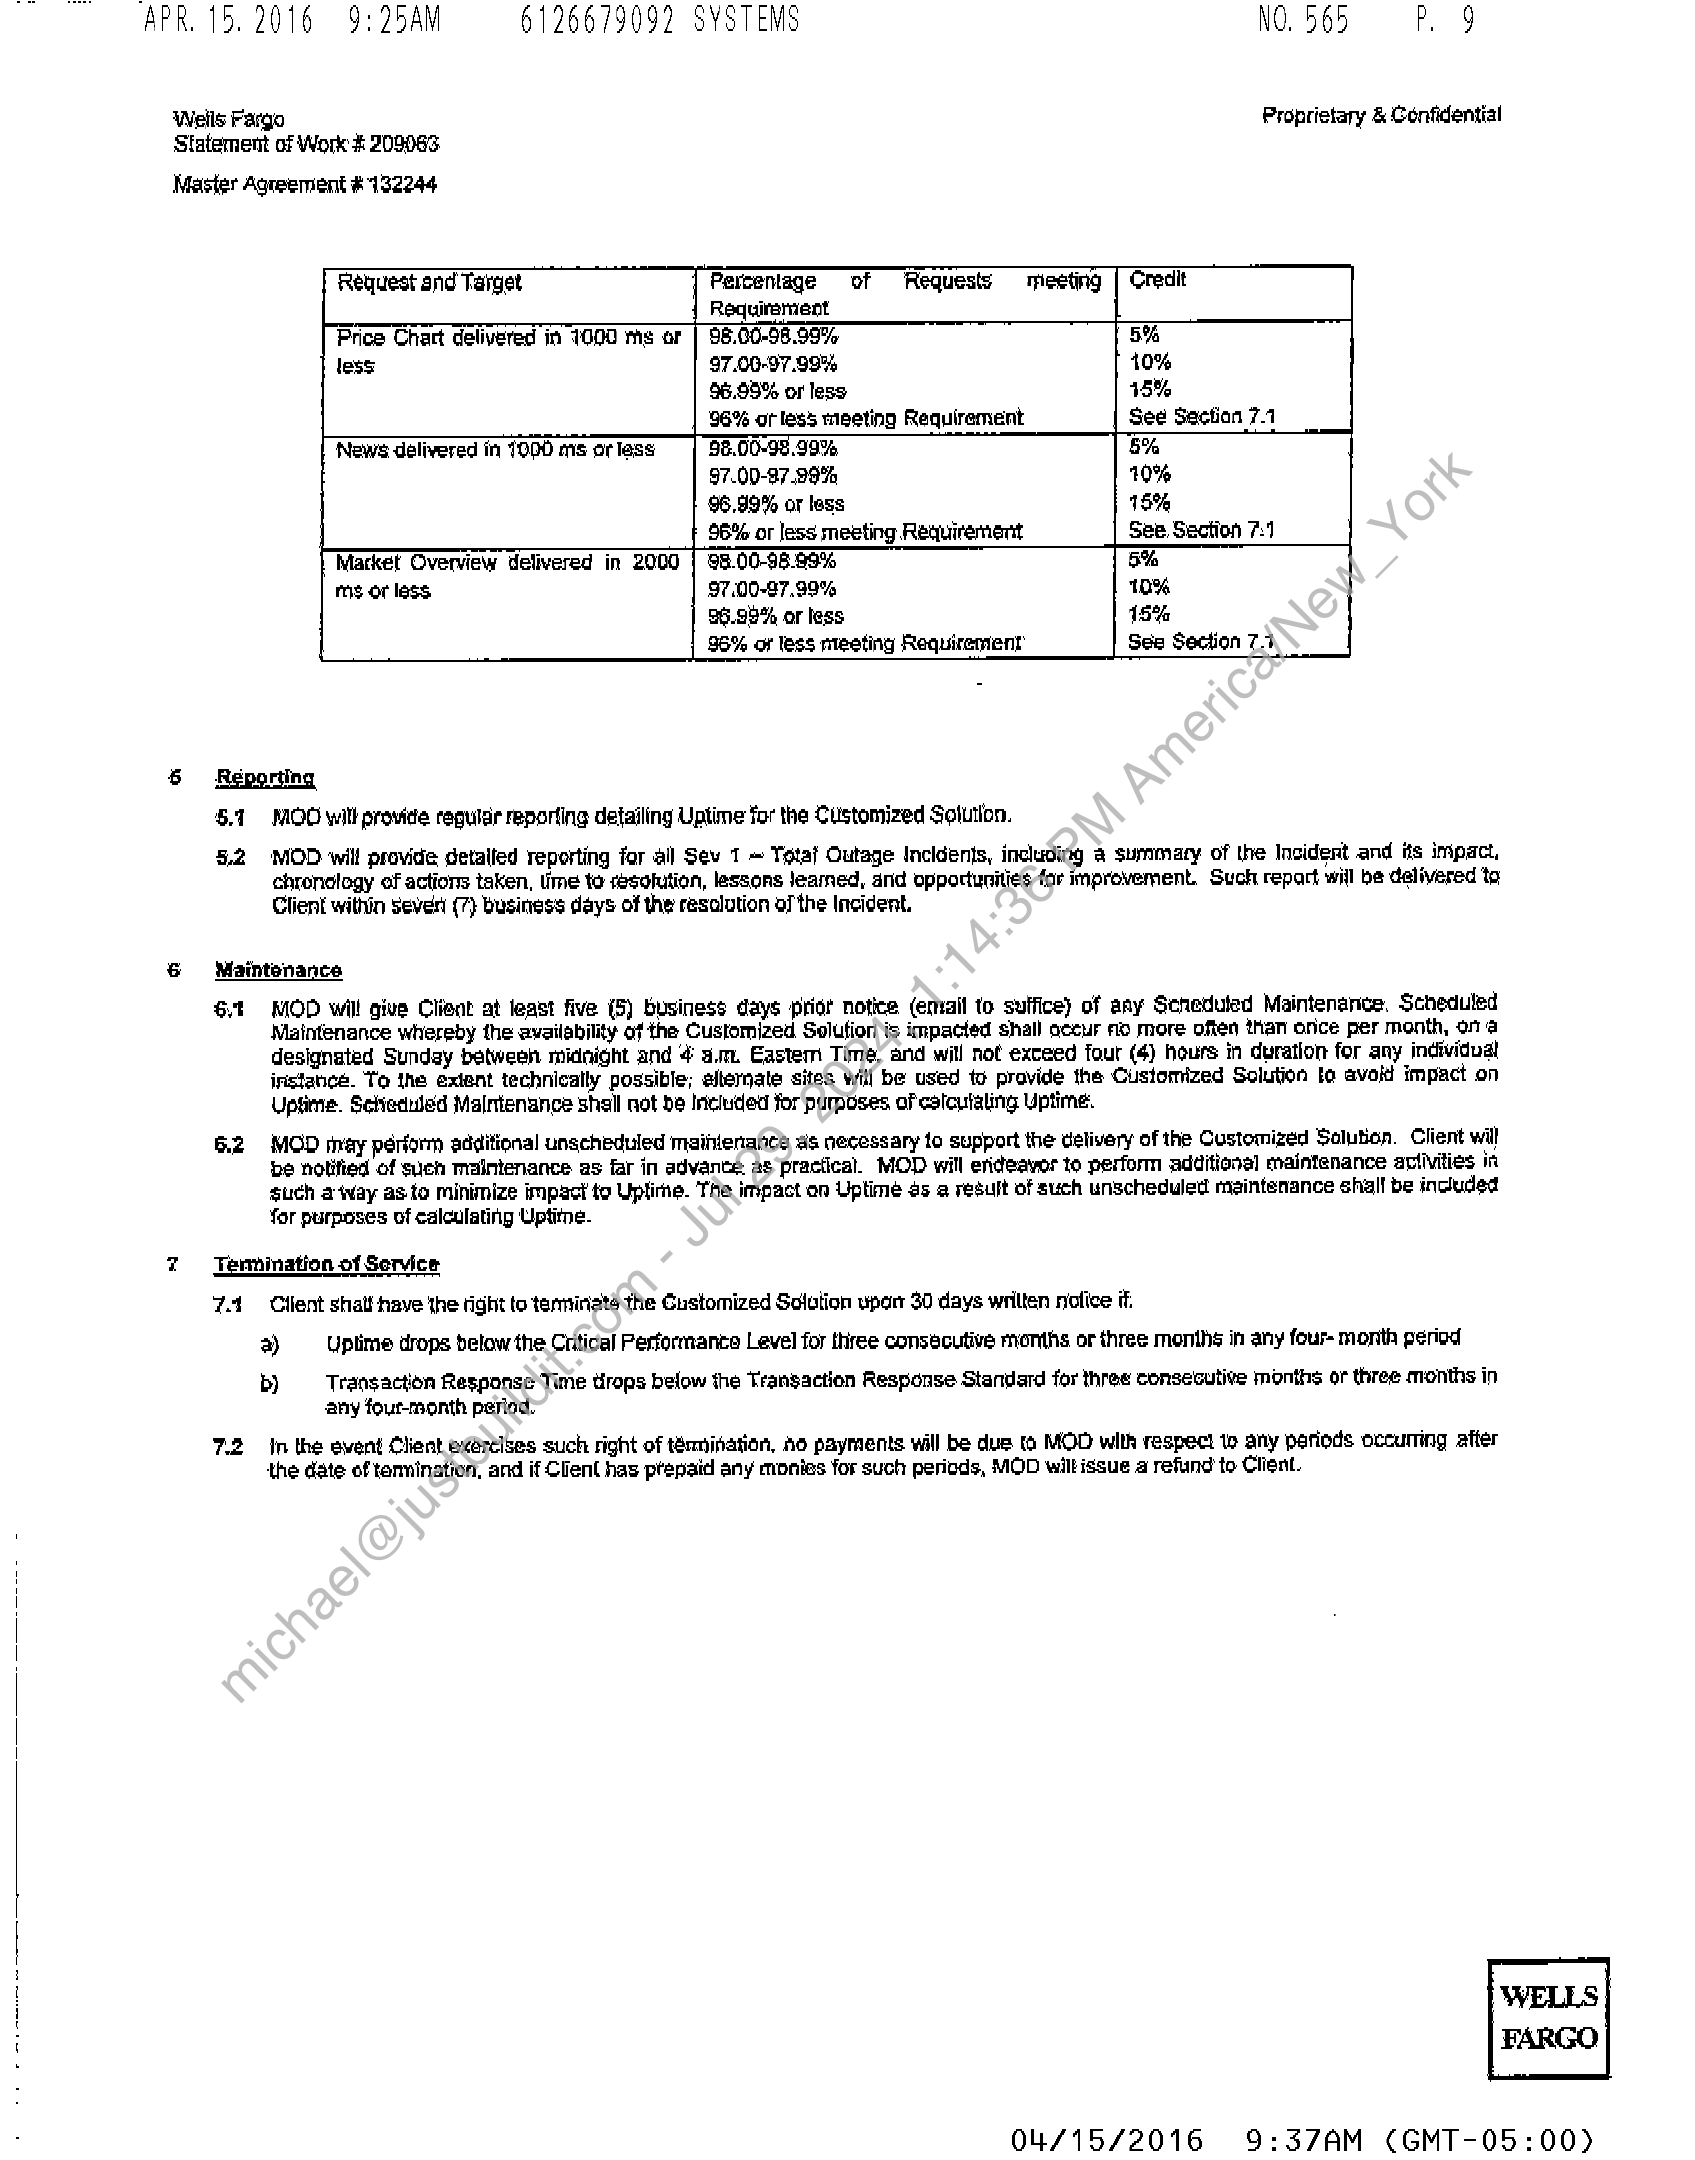 APR. 15. 2016 9:25AM 6126679092 SYSTEMS NO. 565 P. 9
Wells Fargo
Proprietary & Confidential
Statement of Work # 209063
Master Agreement # 132244
Request and Target
Percentage of Requests meeting
Requirement
Credit
Price Chart delivered in 1000 ms or
less
98.00-98.99%
97.00-97.99%
96.99% or less
96% or less meeting Requirement
5%
10%
15%
See Section 7.1
News delivered in 1000 ms or less
98.00-98.99%
97.00-97.99%
96.99% or less
96% or less meeting Requirement
5%
10%
15%
See Section 7.1
Market Overview delivered in 2000
ms or less
98.00-98.99%
97.00-97.99%
96.99% or less
96% or less meeting Requirement
5%
10%
15%
See Section 7.1
5 Reporting
5.1 MOD will provide regular reporting detailing Uptime for the Customized Solution.
5.2 MOD will provide detailed reporting for all Sev 1 – Total Outage Incidents, including a summary of the Incident and its impact,
chronology of actions taken, time to resolution, lessons learned, and opportunities for improvement. Such report will be delivered to
Client within seven (7) business days of the resolution of the Incident.
6 Maintenance
6.1 MOD will give Client at least five (5) business days prior notice (email to suffice) of any Scheduled Maintenance. Scheduled
Maintenance whereby the availability of the Customized Solution is impacted shall occur no more often than once per month, on a
designated Sunday between midnight and 4 a.m. Eastern Time, and will not exceed four (4) hours in duration for any individual
instance. To the extent technically possible, alternate sites will be used to provide the Customized Solution to avoid impact on
Uptime. Scheduled Maintenance shall not be included for purposes of calculating Uptime.
6.2 MOD may perform additional unscheduled maintenance as necessary to support the delivery of the Customized Solution. Client will
be notified of such maintenance as far in advance as practical. MOD will endeavor to perform additional maintenance activities in
such a way as to minimize impact to Uptime. The impact on Uptime as a result of such unscheduled maintenance shall be included
for purposes of calculating Uptime.
7 Termination of Service
7.1 Client shall have the right to terminate the Customized Solution upon 30 days written notice if:
a) Uptime drops below the Critical Performance Level for three consecutive months or three months in any four- month period
b) Transaction Response Time drops below the Transaction Response Standard for three consecutive months or three months in
any four-month period.
7.2 In the event Client exercises such right of termination, no payments will be due to MOD with respect to any periods occurring after
the date of termination, and if Client has prepaid any monies for such periods, MOD will issue a refund to Client.
michael@justbuildit.com - Jul 29, 2024, 1:14:36 PM America/New_York
WELLS
FARGO
04/15/2016 9:37AM (GMT-05:00)